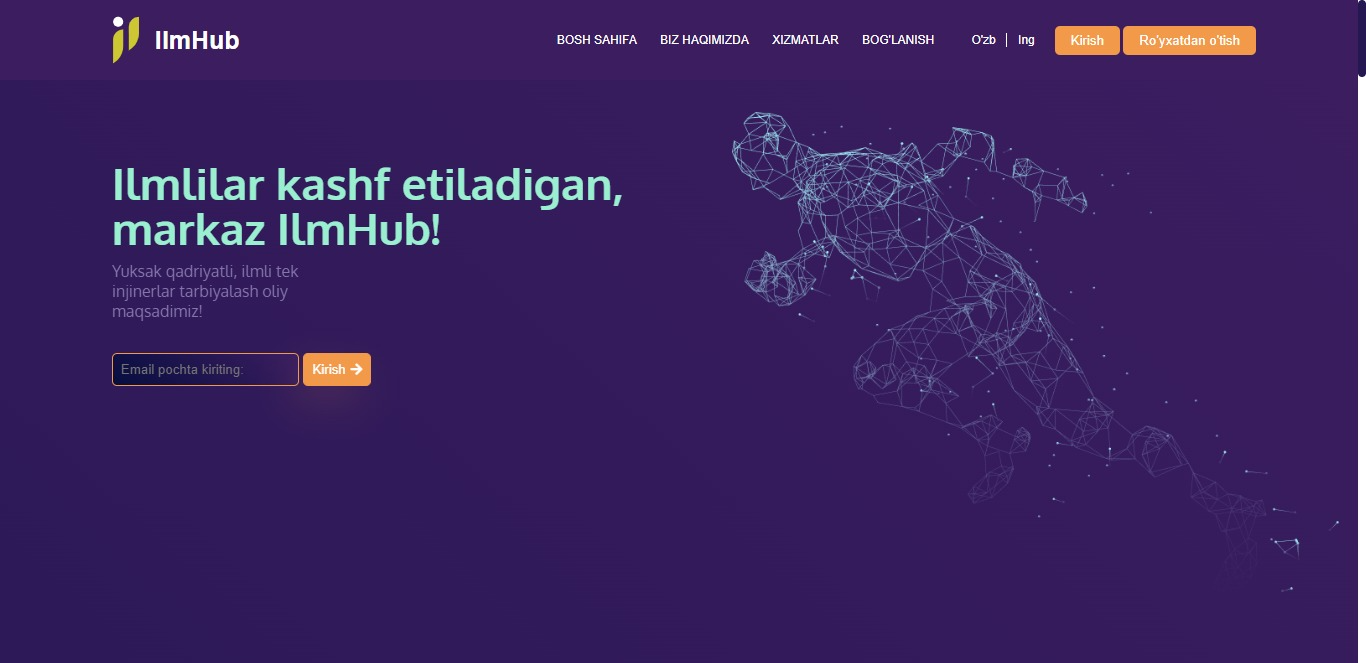 IlmHub
BOSH SAHIFA BIZ HAQIMIZDA XIZMATLAR BOG'LANISH O'zb | Ing Kirish Ro'yxatdan o'tish
Ilmlilar kashf etiladigan,
markaz IlmHub!
Yuksak qadriyatli, ilmli tek
injinerlar tarbiyalash oliy
maqsadimiz!
Email pochta kiriting: Kirish →